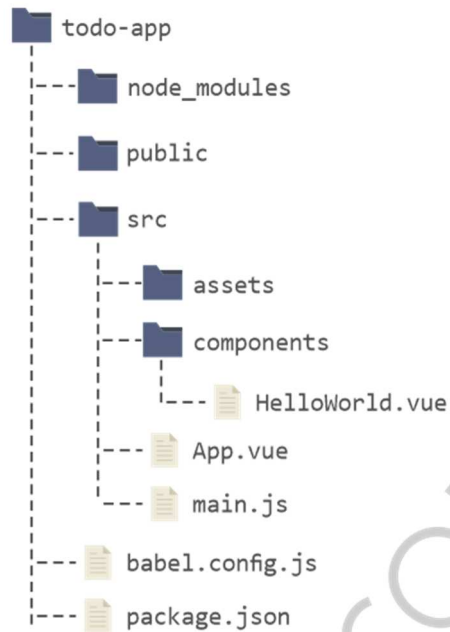 todo-app
node_modules
public
src
assets
components
HelloWorld.vue
App.vue
main.js
babel.config.js
package.json